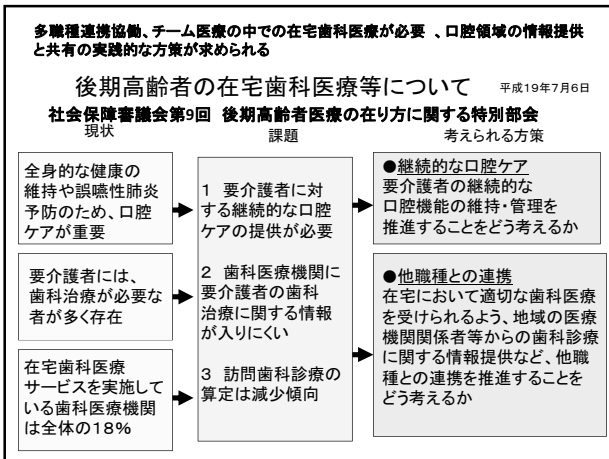 多職種連携協働、チーム医療の中での在宅歯科医療が必要 、口腔領域の情報提供
と共有の実践的な方策が求められる
後期高齢者の在宅歯科医療等について 平成19年7月6日
社会保障審議会第9回 後期高齢者医療の在り方に関する特別部会
現状
課題
考えられる方策
全身的な健康の
維持や誤嚥性肺炎
予防のため、口腔
ケアが重要
要介護者には、
歯科治療が必要な
者が多く存在
在宅歯科医療
サービスを実施して
いる歯科医療機関
は全体の18%
1 要介護者に対
する継続的な口腔
ケアの提供が必要
2 歯科医療機関に
要介護者の歯科
治療に関する情報
が入りにくい
3 訪問歯科診療の
算定は減少傾向
●継続的な口腔ケア
要介護者の継続的な
口腔機能の維持・管理を
推進することをどう考えるか
●他職種との連携
在宅において適切な歯科医療
を受けられるよう、地域の医療
機関関係者等からの歯科診療
に関する情報提供など、他職
種との連携を推進することを
どう考えるか